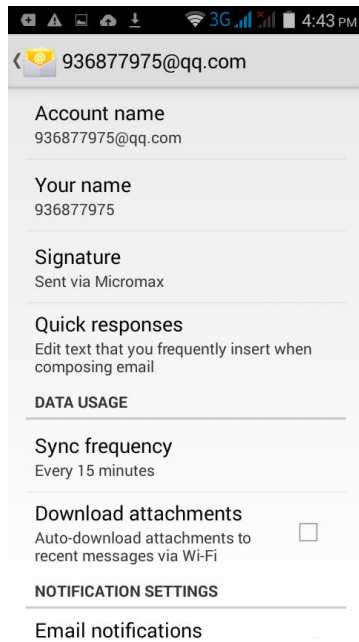 3G 4:43 PM
936877975@qq.com
Account name
936877975@qq.com
Your name
936877975
Signature
Sent via Micromax
Quick responses
Edit text that you frequently insert when
composing email
DATA USAGE
Sync frequency
Every 15 minutes
Download attachments
Auto-download attachments to
recent messages via Wi-Fi
NOTIFICATION SETTINGS
Email notifications